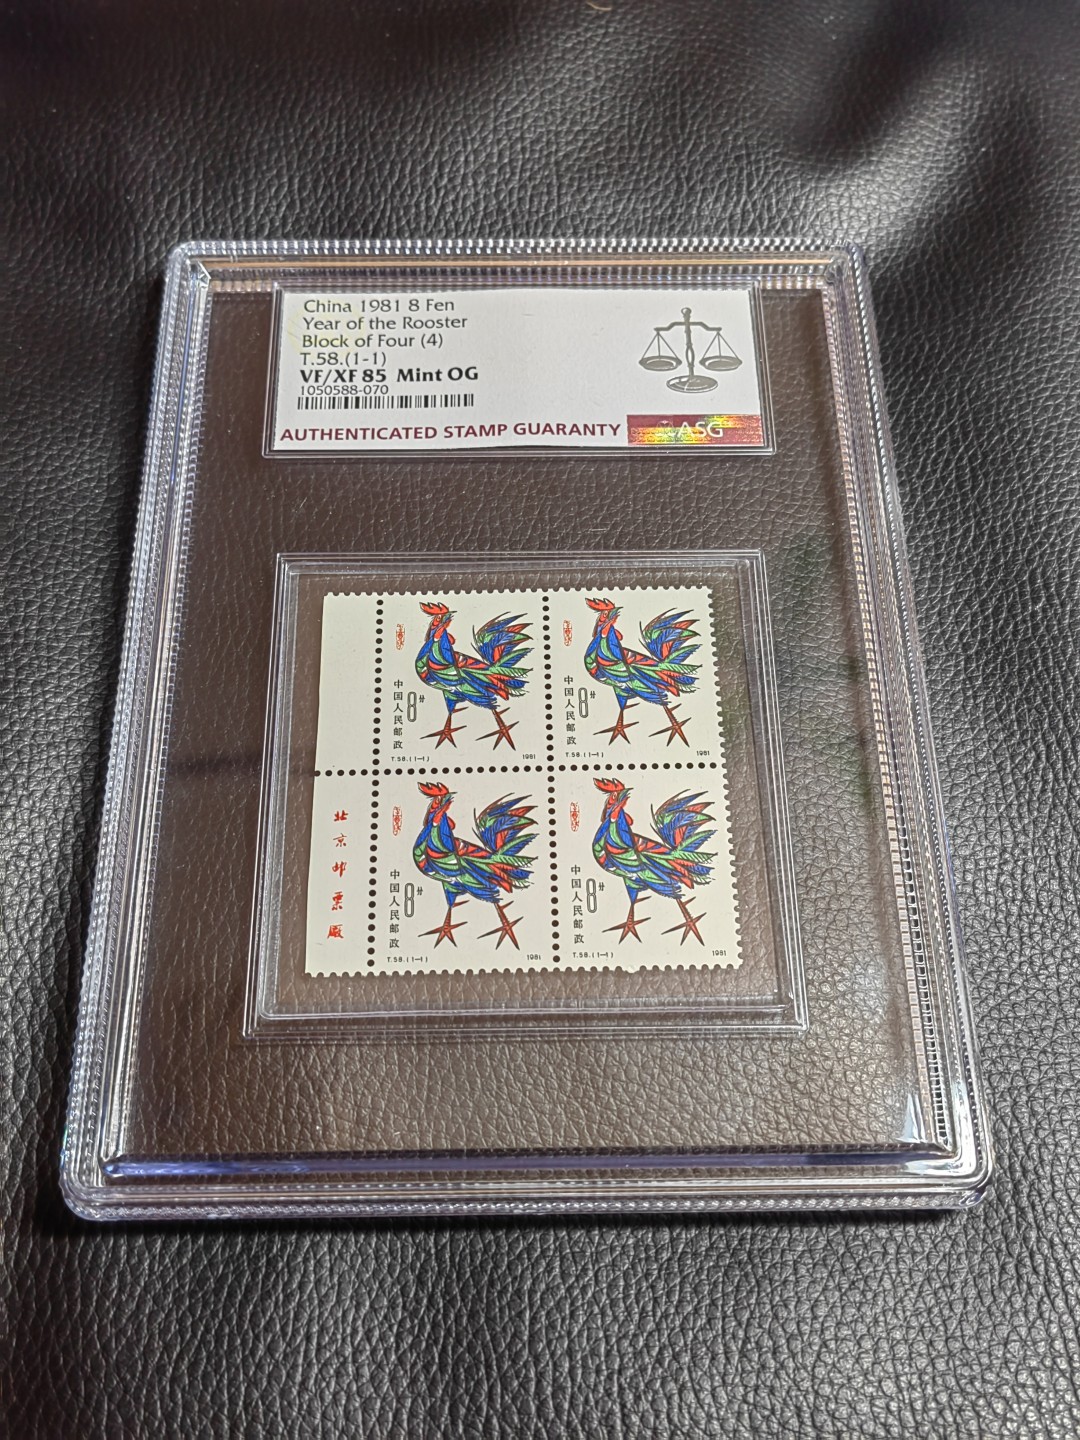 China 1981 8 Fen
Year of the Rooster
Block of Four (4)
T.58.(1-1)
VF/XF 85 Mint OG
1050588-070
AUTHENTICATED STAMP GUARANTY
ASG
中国人民邮政
8分
T.58.(1-1)
1981
中国人民邮政
8分
T.58.(1-1)
1981
北京邮票厰
中国人民邮政
8分
T.58.(1-1)
1981
中国人民邮政
8分
T.58.(1-1)
1981